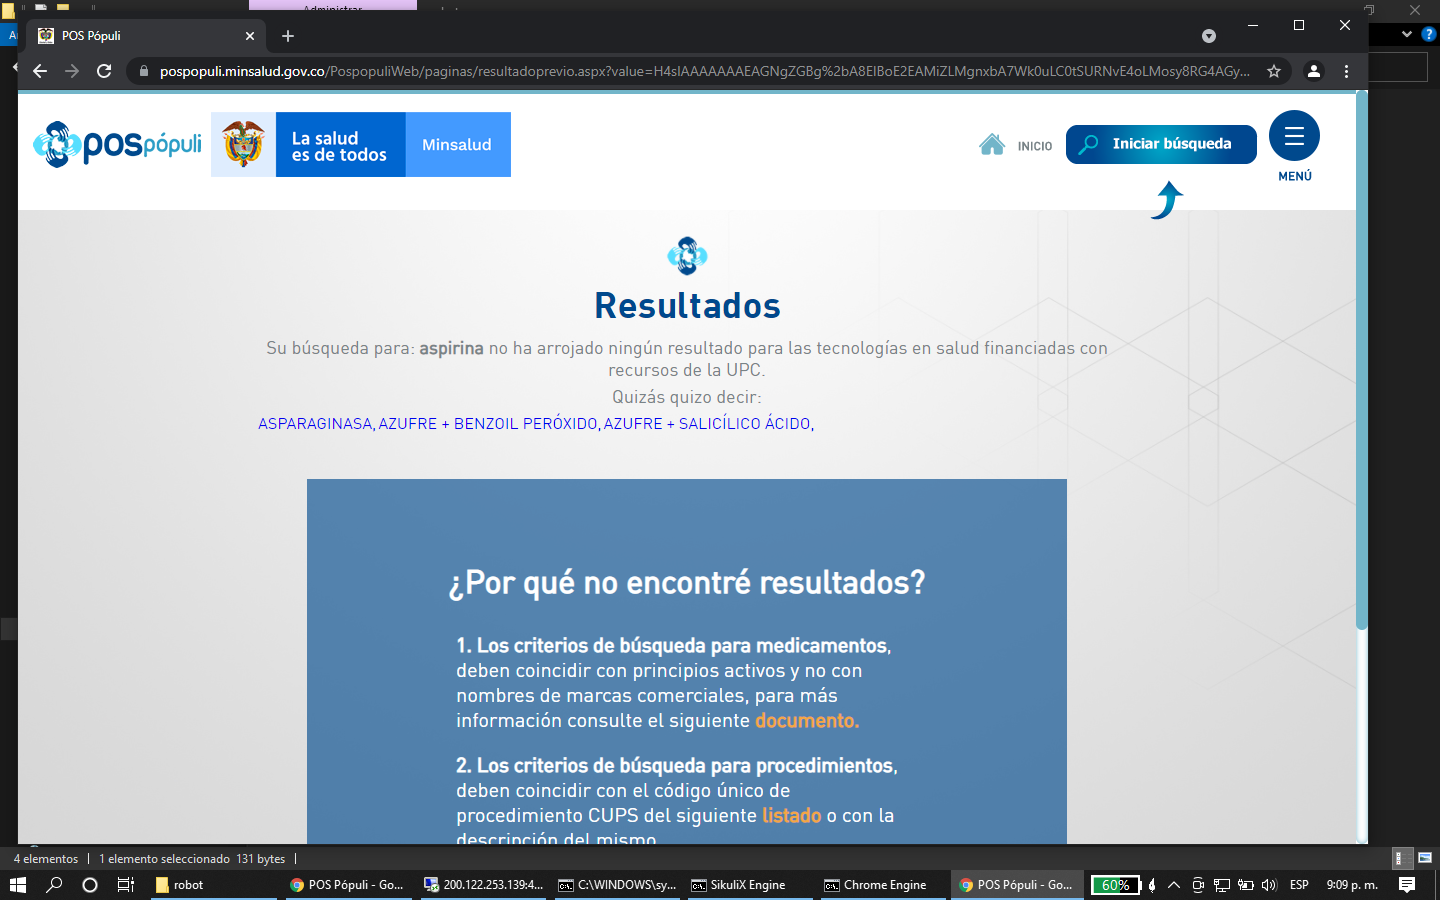 Administrar
POS Pópuli
pospopuli.minsalud.gov.co/PospopuliWeb/paginas/resultadoprevio.aspx?value=H4sIAAAAAAAEAGNgZGBg%2bA8EIBoE2EAMiZLMgnxbA7Wk0uLC0tSURNvE4oLMosy8RG4AGy...
pospópuli
La salud
es de todos
Minsalud
INICIO
Iniciar búsqueda
MENÚ
Resultados
Su búsqueda para: aspirina no ha arrojado ningún resultado para las tecnologías en salud financiadas con
recursos de la UPC.
Quizás quizo decir:
ASPARAGINASA, AZUFRE + BENZOIL PERÓXIDO, AZUFRE + SALICÍLICO ÁCIDO,
¿Por qué no encontré resultados?
1. Los criterios de búsqueda para medicamentos,
deben coincidir con principios activos y no con
nombres de marcas comerciales, para más
información consulte el siguiente documento.
2. Los criterios de búsqueda para procedimientos,
deben coincidir con el código único de
procedimiento CUPS del siguiente listado o con la
descripción del mismo
4 elementos
1 elemento seleccionado 131 bytes
robot
POS Pópuli - Go...
200.122.253.139:4...
C:\WINDOWS\sy...
SikuliX Engine
Chrome Engine
POS Pópuli - Go...
60%
ESP
9:09 p. m.